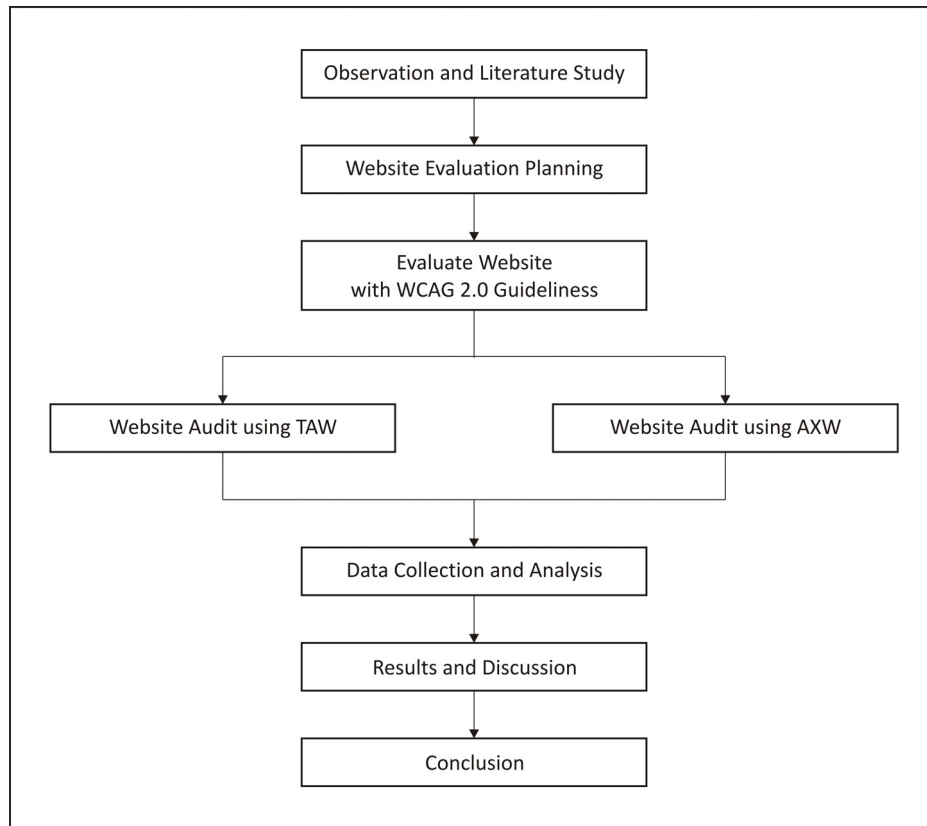 Observation and Literature Study
Website Evaluation Planning
Evaluate Website
with WCAG 2.0 Guideliness
Website Audit using TAW
Website Audit using AXW
Data Collection and Analysis
Results and Discussion
Conclusion